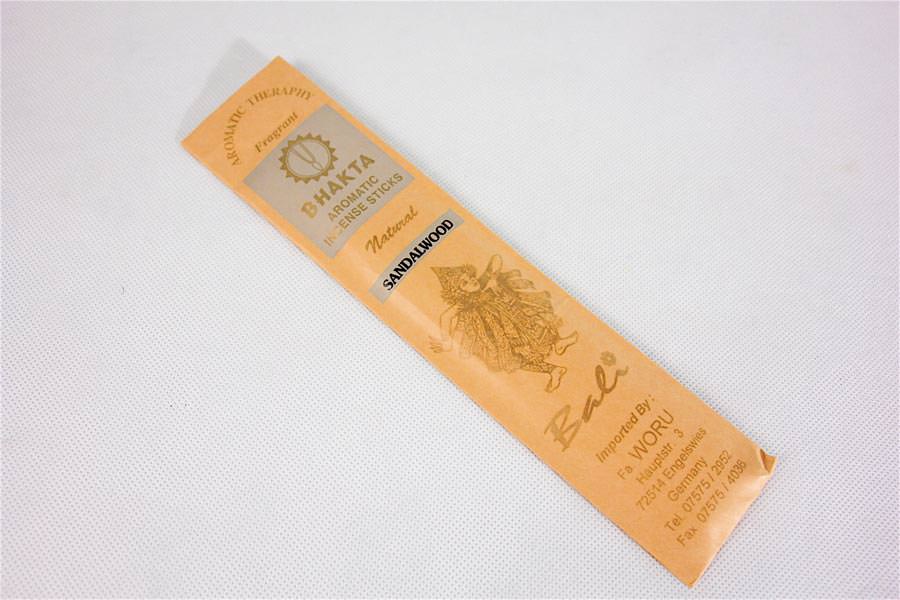 AROMATIC THERAPHY
Fragrant
BHAKTA
AROMATIC
INCENSE STICKS
Natural
SANDALWOOD
Bali
Imported By :
Fa. WORU
Hauplstr. 3
72514 Engelswies
Germany
Tel. 07575 / 2952
Fax 07575 / 4036